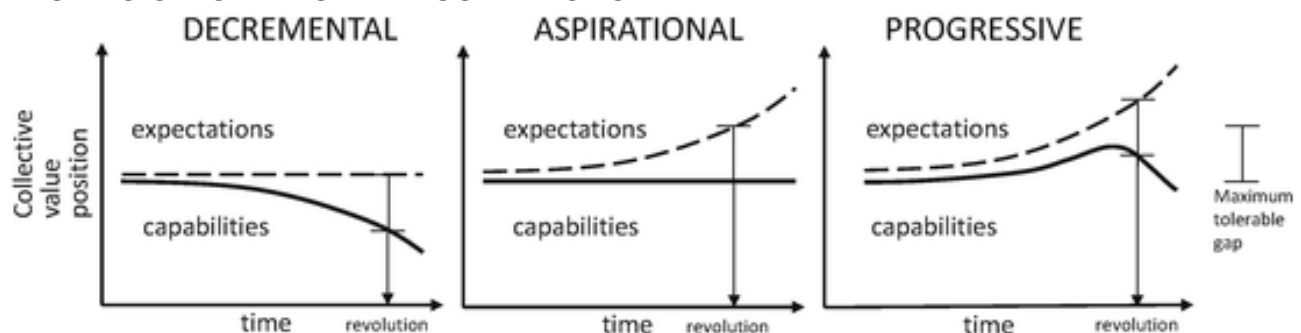 DECREMENTAL
ASPIRATIONAL
PROGRESSIVE
Collective
value
position
expectations
capabilities
time
revolution
expectations
capabilities
time
revolution
expectations
capabilities
time
revolution
Maximum
tolerable
gap